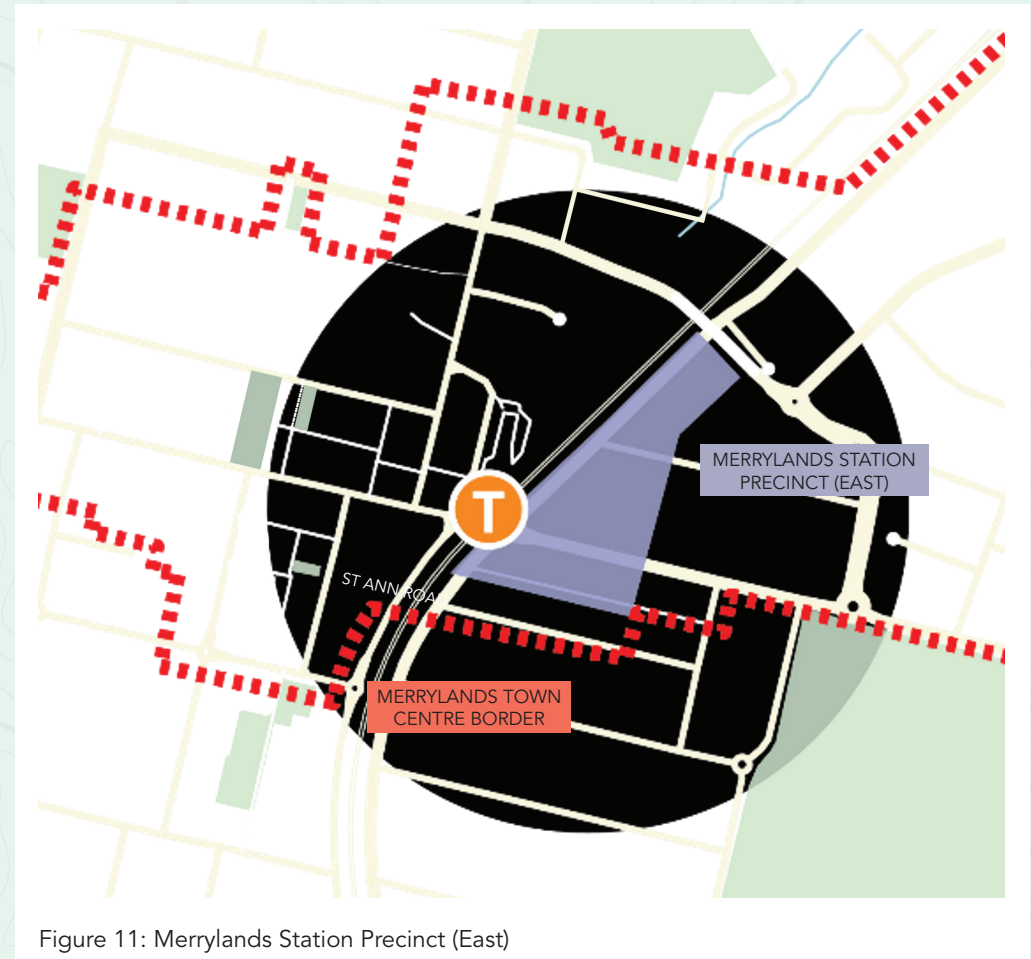 MERRYLANDS STATION
PRECINCT (EAST)
T
ST ANN ROA
MERRYLANDS TOWN
CENTRE BORDER
Figure 11: Merrylands Station Precinct (East)